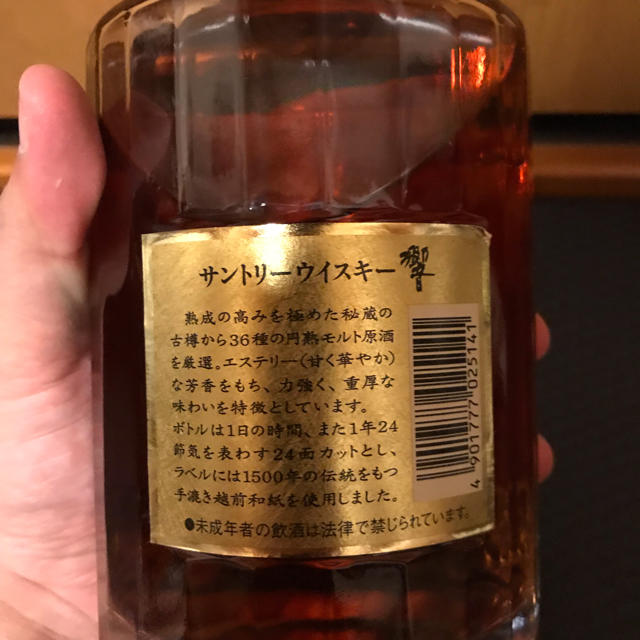 サントリーウイスキー 響
熟成の高みを極めた秘蔵の
古樽から36種の円熟モルト原酒
を厳選。エステリー(甘く華やか)
な芳香をもち、力強く、重厚な
味わいを特徴としています。
ボトルは1日の時間、また1年24
節気を表わす24面カットとし、
ラベルには1500年の伝統をもつ
手漉き越前和紙を使用しました。
●未成年者の飲酒は法律で禁じられています。
4 901777 025141